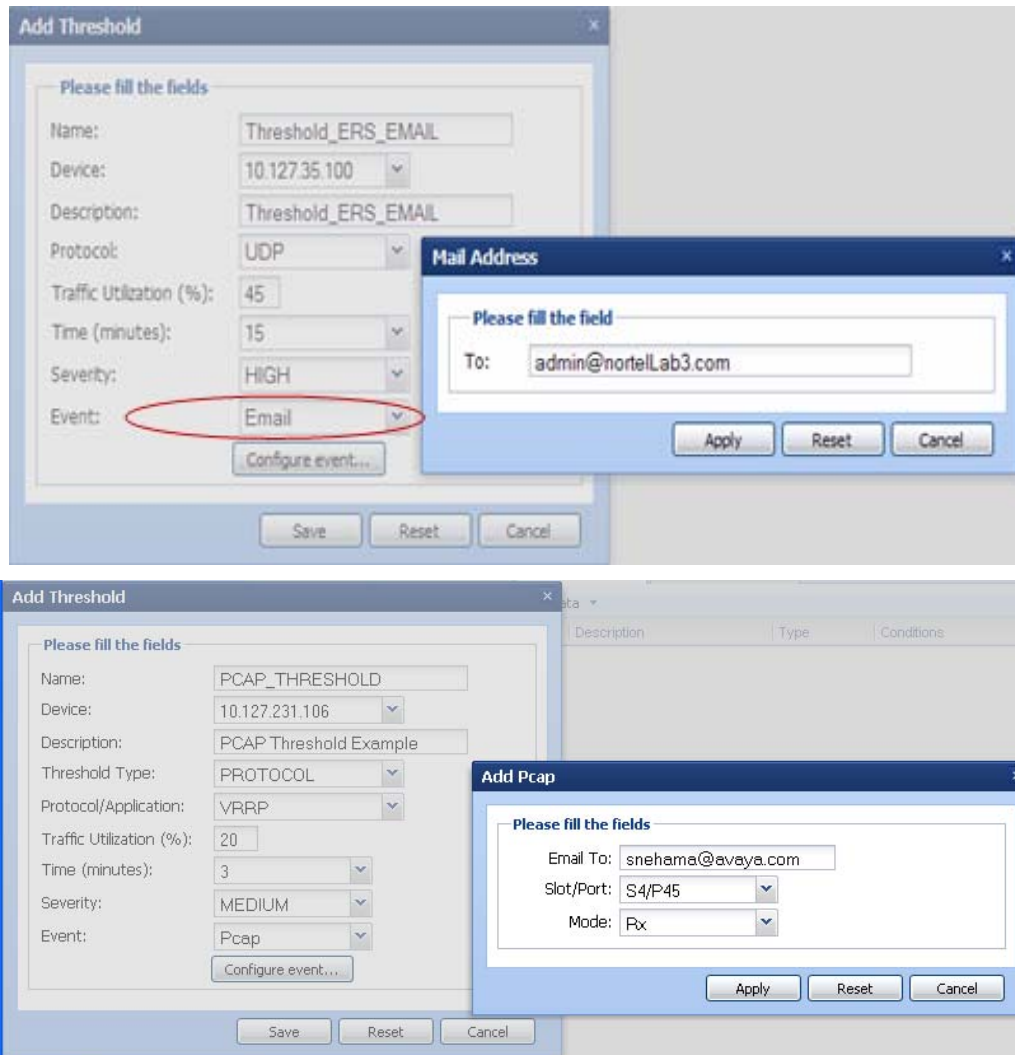 Add Threshold
Please fill the fields
Name: Threshold_ERS_EMAIL
Device: 10.127.35.100
Description: Threshold_ERS_EMAIL
Protocol: UDP
Traffic Utilization (%): 45
Time (minutes): 15
Severity: HIGH
Event: Email
Configure event...
Save Reset Cancel
Mail Address
Please fill the field
To: admin@nortelLab3.com
Apply Reset Cancel
Add Threshold
Please fill the fields
Name: PCAP_THRESHOLD
Device: 10.127.231.106
Description: PCAP Threshold Example
Threshold Type: PROTOCOL
Protocol/Application: VRRP
Traffic Utilization (%): 20
Time (minutes): 3
Severity: MEDIUM
Event: Pcap
Configure event...
Save Reset Cancel
ata
Description Type Conditions
Add Pcap
Please fill the fields
Email To: snehama@avaya.com
Slot/Port: S4/P45
Mode: Rx
Apply Reset Cancel